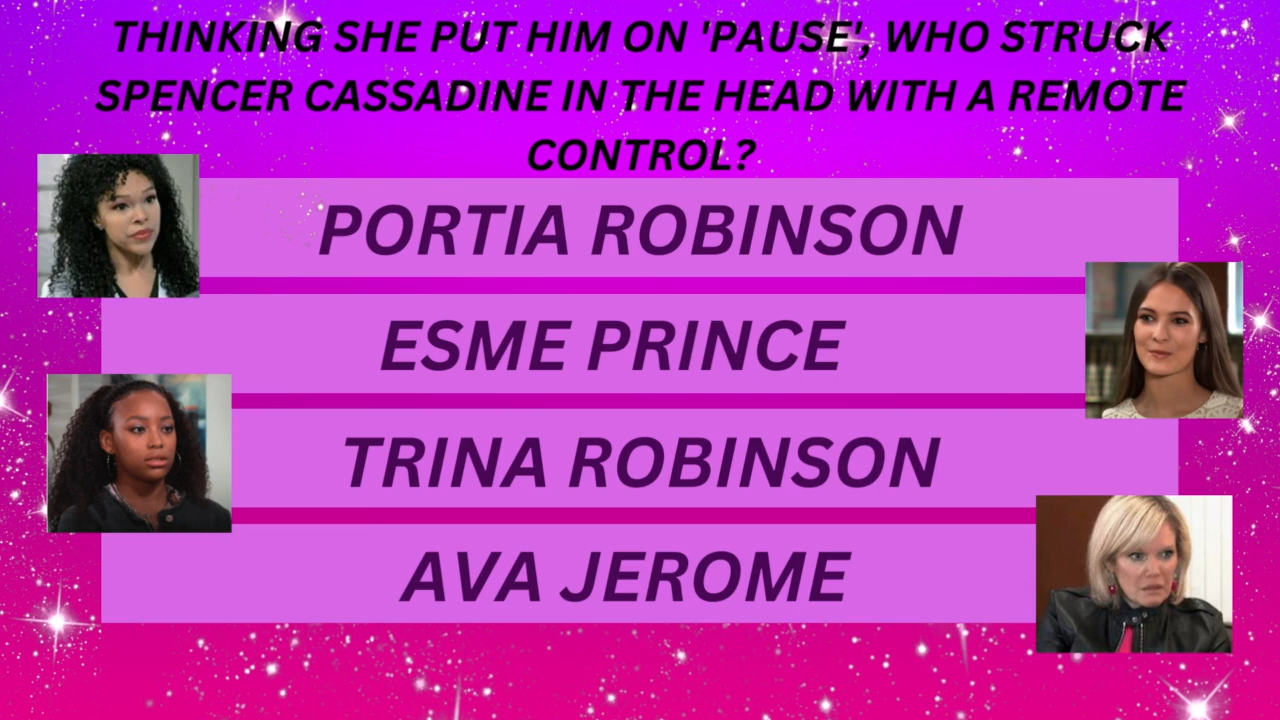 THINKING SHE PUT HIM ON 'PAUSE', WHO STRUCK
SPENCER CASSADINE IN THE HEAD WITH A REMOTE
CONTROL?
PORTIA ROBINSON
ESME PRINCE
TRINA ROBINSON
AVA JEROME